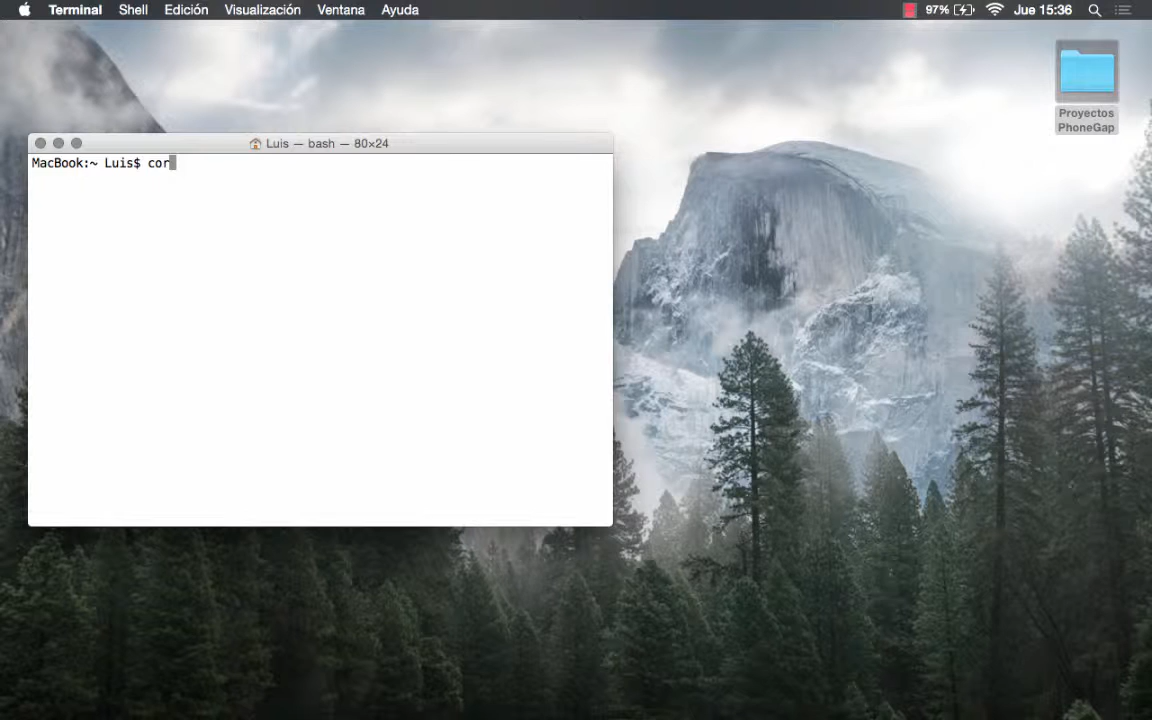 Terminal Shell Edición Visualización Ventana Ayuda 97% Jue 15:36
Proyectos
PhoneGap
Luis — bash — 80×24
MacBook:~ Luis$ cor